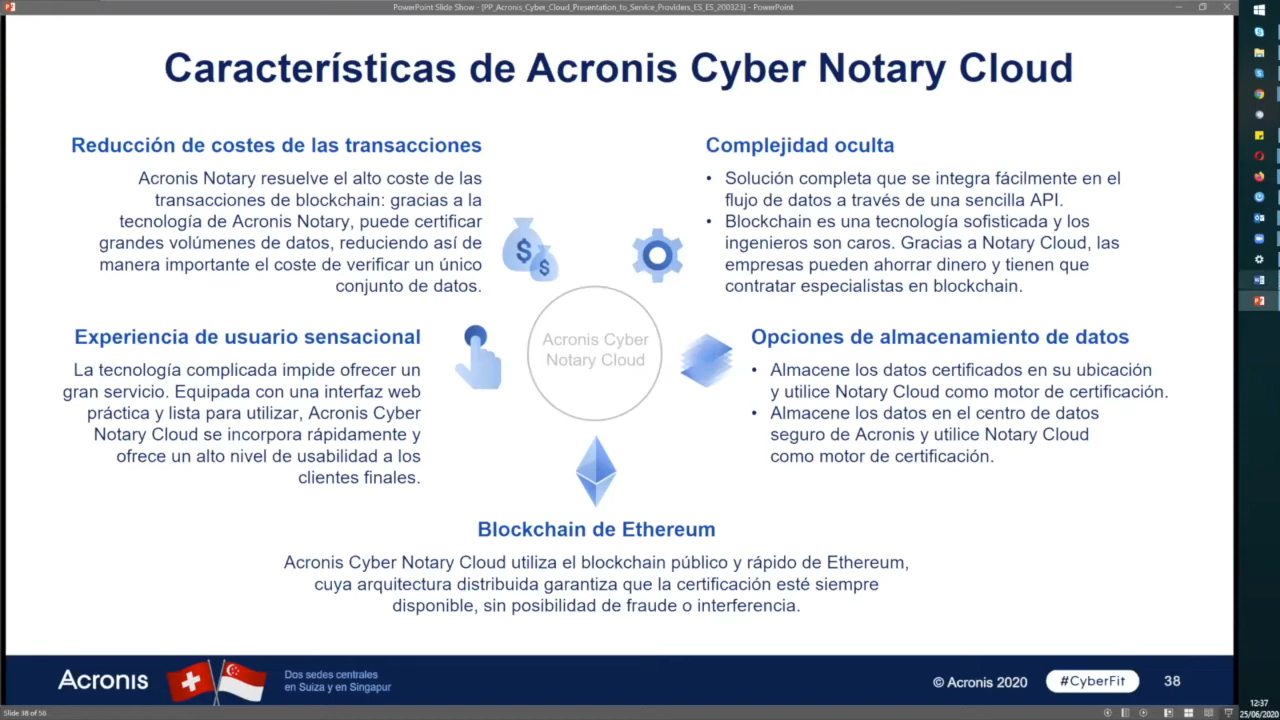 PowerPoint Slide Show - [PP_Acronis_Cyber_Cloud_Presentation_to_Service_Providers_ES_ES_200323] - PowerPoint
Características de Acronis Cyber Notary Cloud
Reducción de costes de las transacciones
Acronis Notary resuelve el alto coste de las
transacciones de blockchain: gracias a la
tecnología de Acronis Notary, puede certificar
grandes volúmenes de datos, reduciendo así de
manera importante el coste de verificar un único
conjunto de datos.
Complejidad oculta
• Solución completa que se integra fácilmente en el
flujo de datos a través de una sencilla API.
• Blockchain es una tecnología sofisticada y los
ingenieros son caros. Gracias a Notary Cloud, las
empresas pueden ahorrar dinero y tienen que
contratar especialistas en blockchain.
$
$
Acronis Cyber
Notary Cloud
Experiencia de usuario sensacional
La tecnología complicada impide ofrecer un
gran servicio. Equipada con una interfaz web
práctica y lista para utilizar, Acronis Cyber
Notary Cloud se incorpora rápidamente y
ofrece un alto nivel de usabilidad a los
clientes finales.
Opciones de almacenamiento de datos
• Almacene los datos certificados en su ubicación
y utilice Notary Cloud como motor de certificación.
• Almacene los datos en el centro de datos
seguro de Acronis y utilice Notary Cloud
como motor de certificación.
Blockchain de Ethereum
Acronis Cyber Notary Cloud utiliza el blockchain público y rápido de Ethereum,
cuya arquitectura distribuida garantiza que la certificación esté siempre
disponible, sin posibilidad de fraude o interferencia.
Acronis
Dos sedes centrales
en Suiza y en Singapur
© Acronis 2020
#CyberFit
38
Slide 38 of 56
12:37
25/06/2020